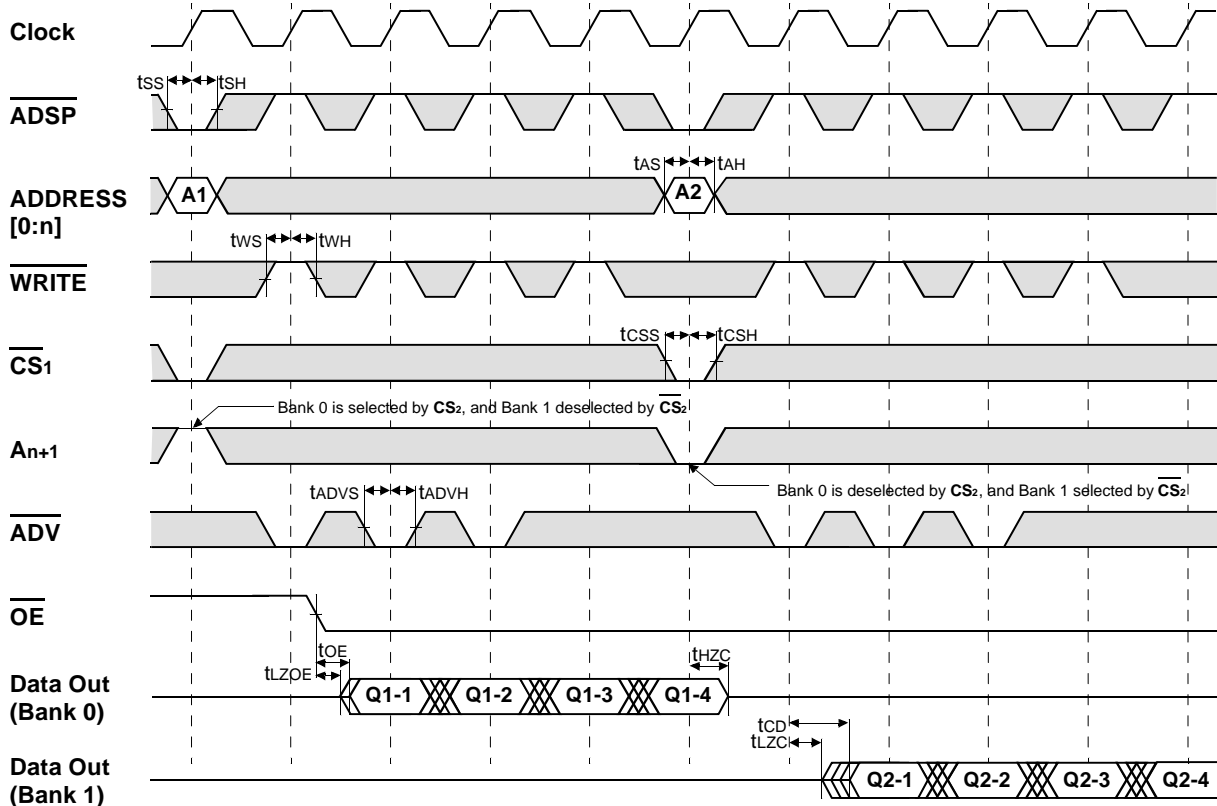 Clock
tSS tSH
ADSP
tAS tAH
ADDRESS
[0:n]
A1 A2
tWS tWH
WRITE
tCSS tCSH
CS1
Bank 0 is selected by CS2, and Bank 1 deselected by CS2
An+1
Bank 0 is deselected by CS2, and Bank 1 selected by CS2
tADVS tADVH
ADV
OE
tOE tHZC
tLZOE
Data Out
(Bank 0)
Q1-1 Q1-2 Q1-3 Q1-4
tCD
tLZC
Data Out
(Bank 1)
Q2-1 Q2-2 Q2-3 Q2-4